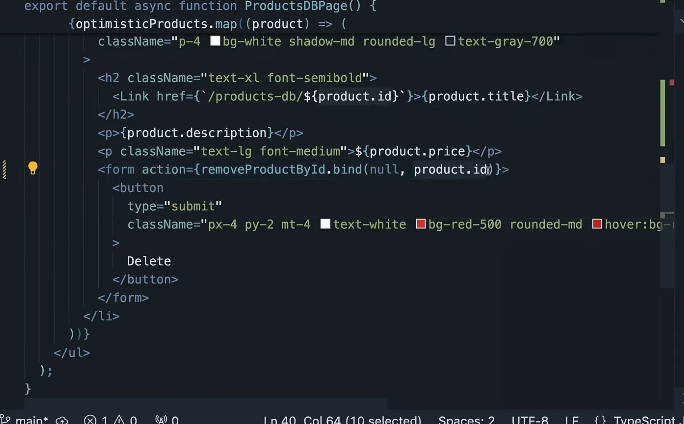 export default async function ProductsDBPage() {
{optimisticProducts.map((product) => (
className="p-4 bg-white shadow-md rounded-lg text-gray-700"
>
<h2 className="text-xl font-semibold">
<Link href={`/products-db/${product.id}`}>{product.title}</Link>
</h2>
<p>{product.description}</p>
<p className="text-lg font-medium">${product.price}</p>
<form action={removeProductById.bind(null, product.id)}>
<button
type="submit"
className="px-4 py-2 mt-4 text-white bg-red-500 rounded-md hover:bg-
>
Delete
</button>
</form>
</li>
))}
</ul>
);
}
main* 1 0 0 Ln 40, Col 64 (10 selected) Spaces: 2 UTF-8 LF {} TypeScript